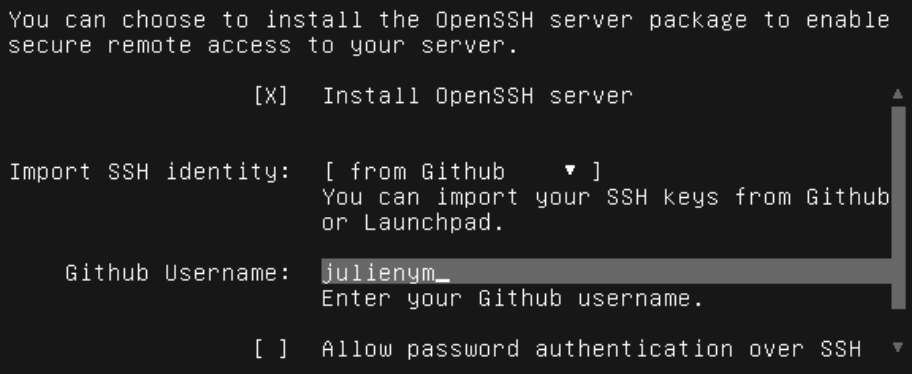 You can choose to install the OpenSSH server package to enable
secure remote access to your server.
[X] Install OpenSSH server
Import SSH identity: [ from Github ▾ ]
You can import your SSH keys from Github
or Launchpad.
Github Username: julienym_
Enter your Github username.
[ ] Allow password authentication over SSH